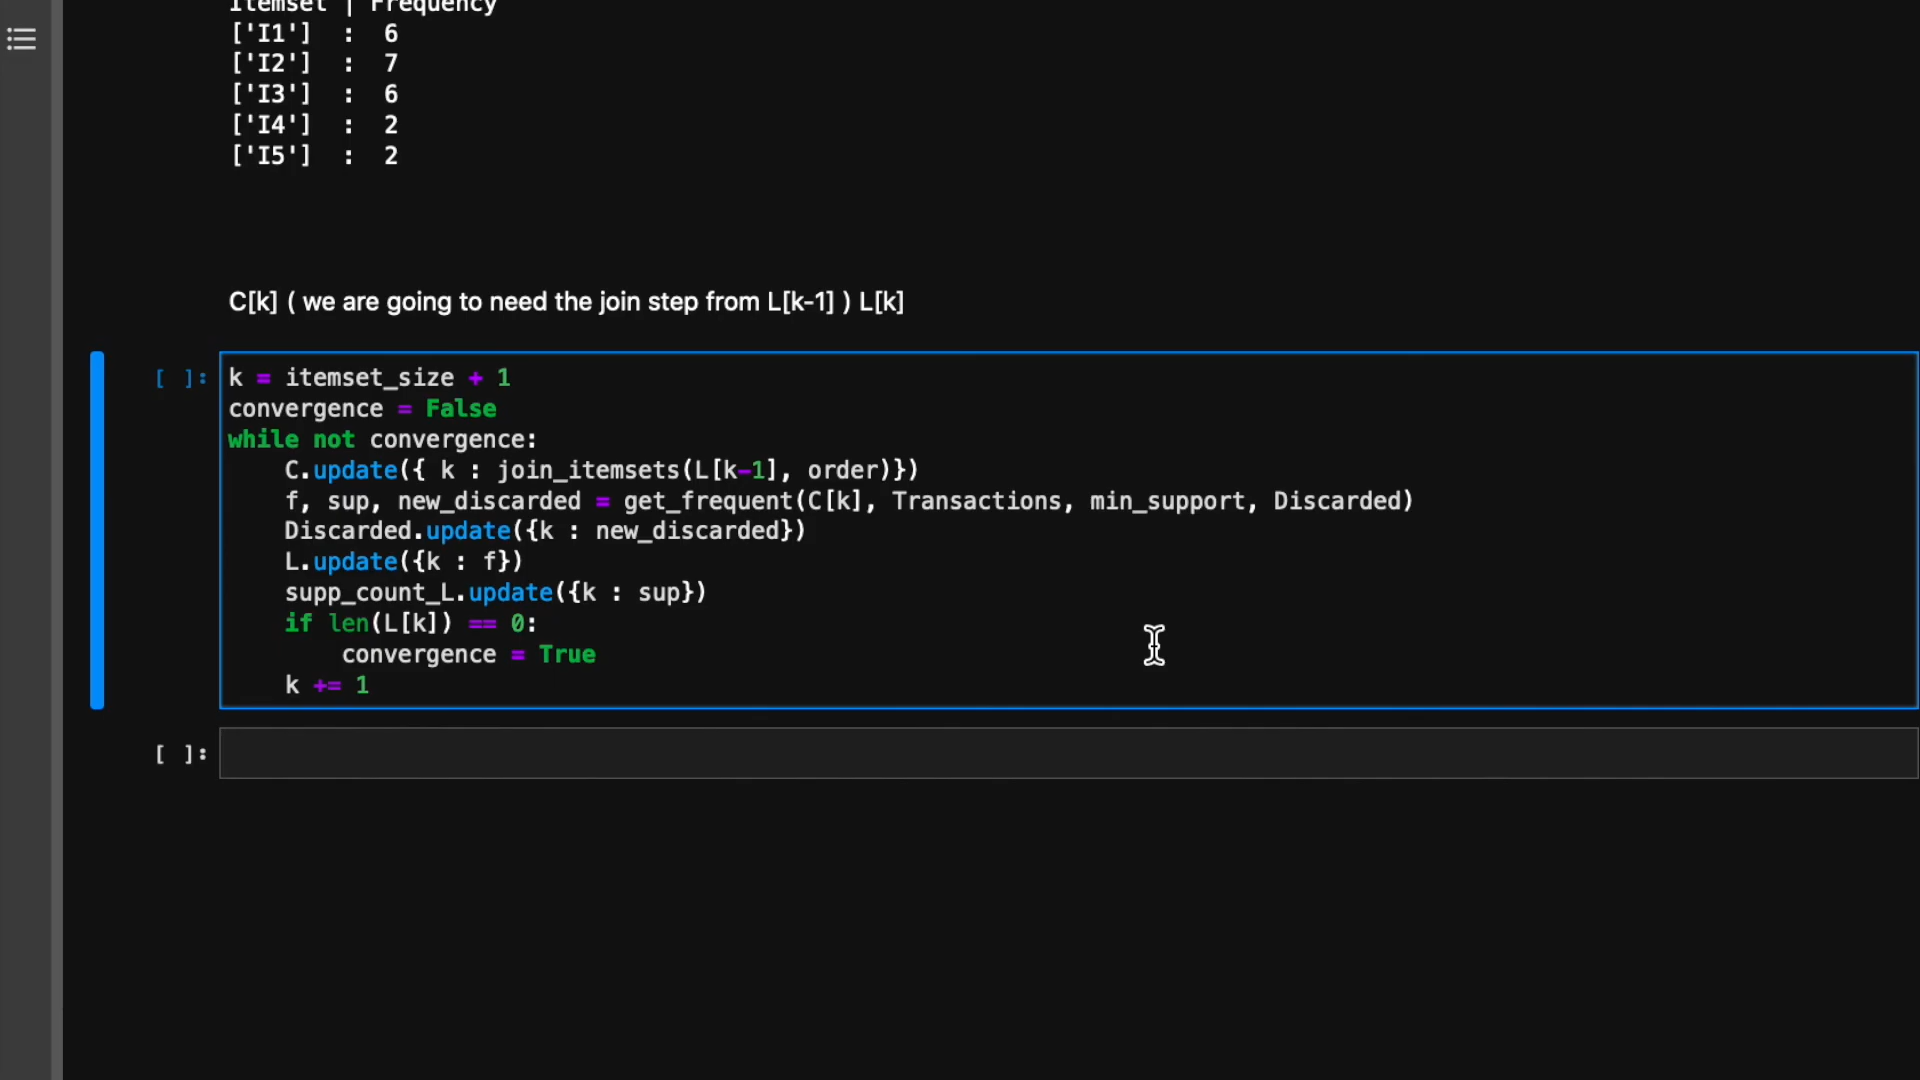 Itemset | Frequency
['I1']  :  6
['I2']  :  7
['I3']  :  6
['I4']  :  2
['I5']  :  2
C[k] ( we are going to need the join step from L[k-1] ) L[k]
[ ]: k = itemset_size + 1
convergence = False
while not convergence:
    C.update({ k : join_itemsets(L[k-1], order)})
    f, sup, new_discarded = get_frequent(C[k], Transactions, min_support, Discarded)
    Discarded.update({k : new_discarded})
    L.update({k : f})
    supp_count_L.update({k : sup})
    if len(L[k]) == 0:
        convergence = True
    k += 1
[ ]: